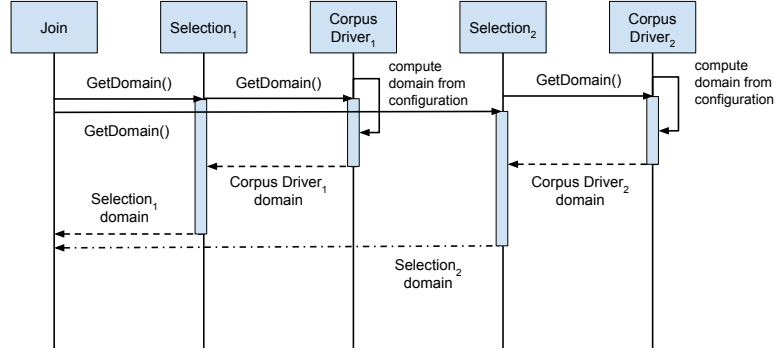 Join
Selection₁
Corpus
Driver₁
Selection₂
Corpus
Driver₂
compute
domain from
configuration
compute
domain from
configuration
GetDomain()
GetDomain()
GetDomain()
GetDomain()
Corpus Driver₁
domain
Corpus Driver₂
domain
Selection₁
domain
Selection₂
domain